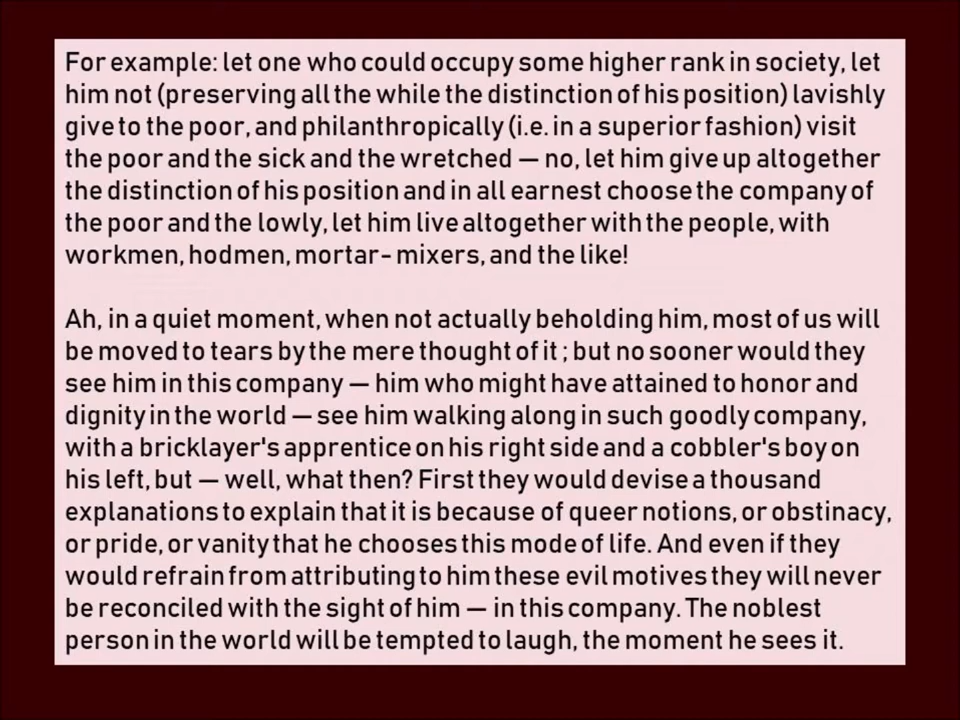 For example: let one who could occupy some higher rank in society, let
him not (preserving all the while the distinction of his position) lavishly
give to the poor, and philanthropically (i.e. in a superior fashion) visit
the poor and the sick and the wretched — no, let him give up altogether
the distinction of his position and in all earnest choose the company of
the poor and the lowly, let him live altogether with the people, with
workmen, hodmen, mortar- mixers, and the like!
Ah, in a quiet moment, when not actually beholding him, most of us will
be moved to tears by the mere thought of it ; but no sooner would they
see him in this company — him who might have attained to honor and
dignity in the world — see him walking along in such goodly company,
with a bricklayer's apprentice on his right side and a cobbler's boy on
his left, but — well, what then? First they would devise a thousand
explanations to explain that it is because of queer notions, or obstinacy,
or pride, or vanity that he chooses this mode of life. And even if they
would refrain from attributing to him these evil motives they will never
be reconciled with the sight of him — in this company. The noblest
person in the world will be tempted to laugh, the moment he sees it.